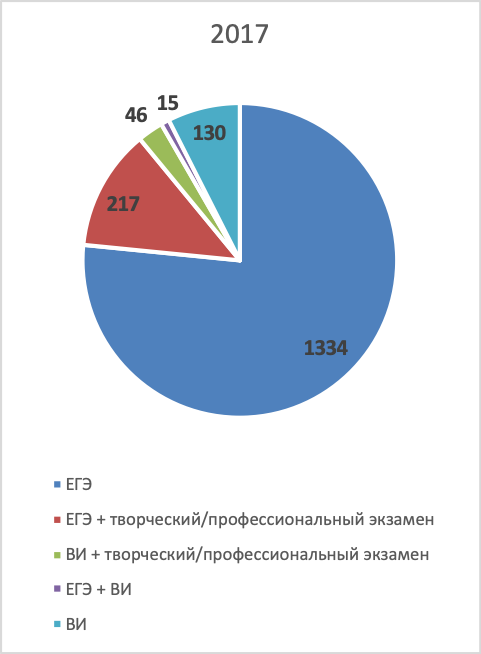 2017
15
46
130
217
1334
ЕГЭ
ЕГЭ + творческий/профессиональный экзамен
ВИ + творческий/профессиональный экзамен
ЕГЭ + ВИ
ВИ